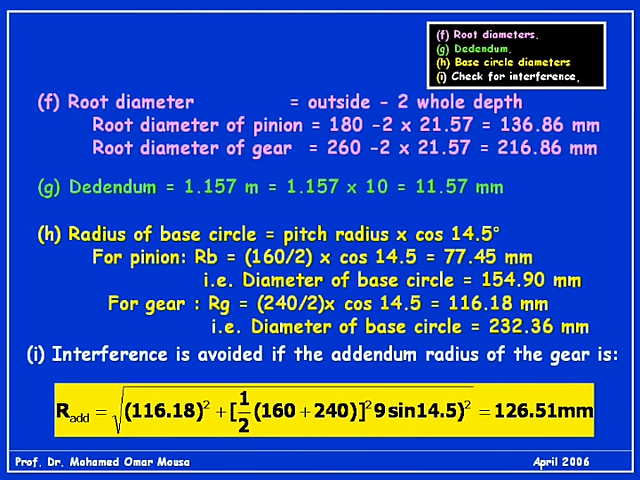 (f) Root diameters.
(g) Dedendum.
(h) Base circle diameters
(i) Check for interference.
(f) Root diameter = outside - 2 whole depth
Root diameter of pinion = 180 -2 x 21.57 = 136.86 mm
Root diameter of gear = 260 -2 x 21.57 = 216.86 mm
(g) Dedendum = 1.157 m = 1.157 x 10 = 11.57 mm
(h) Radius of base circle = pitch radius x cos 14.5°
For pinion: Rb = (160/2) x cos 14.5 = 77.45 mm
i.e. Diameter of base circle = 154.90 mm
For gear : Rg = (240/2)x cos 14.5 = 116.18 mm
i.e. Diameter of base circle = 232.36 mm
(i) Interference is avoided if the addendum radius of the gear is:
R_add = √(116.18)² + [1/2(160 + 240)]²9sin14.5)² = 126.51mm
Prof. Dr. Mohamed Omar Mousa April 2006